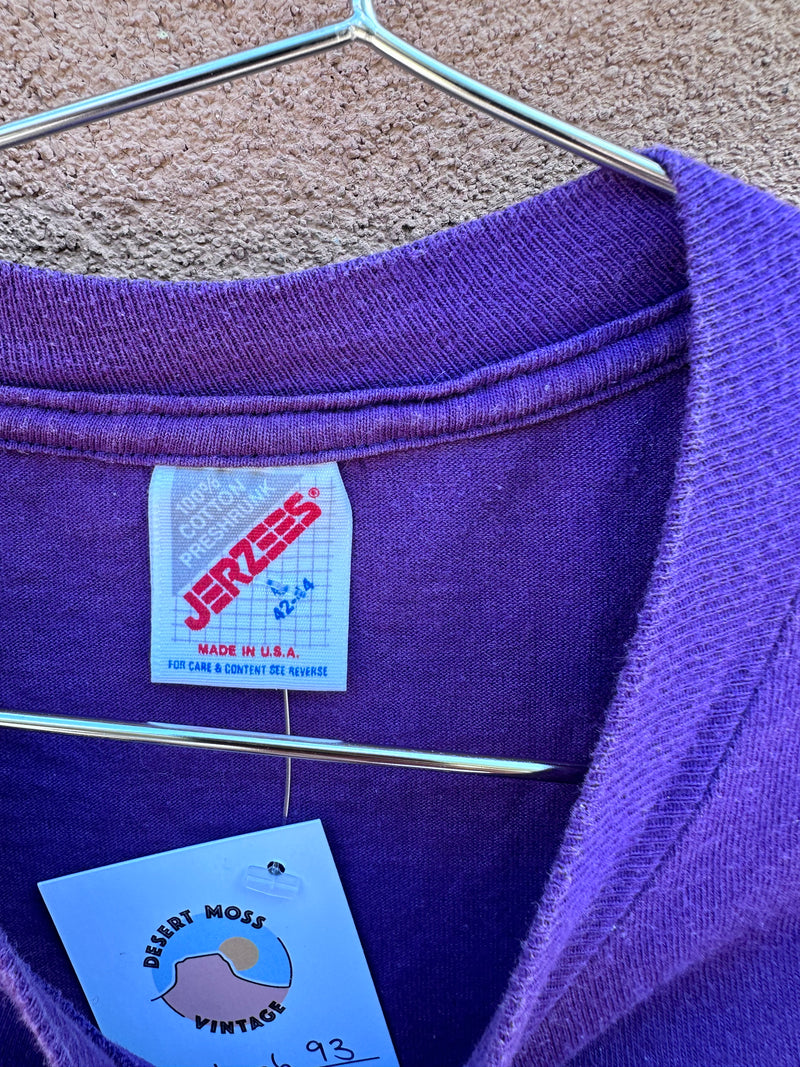 100%
COTTON
PRESHRUNK
JERZEES®
42-44
MADE IN U.S.A.
FOR CARE & CONTENT SEE REVERSE
DESERT MOSS
VINTAGE
93